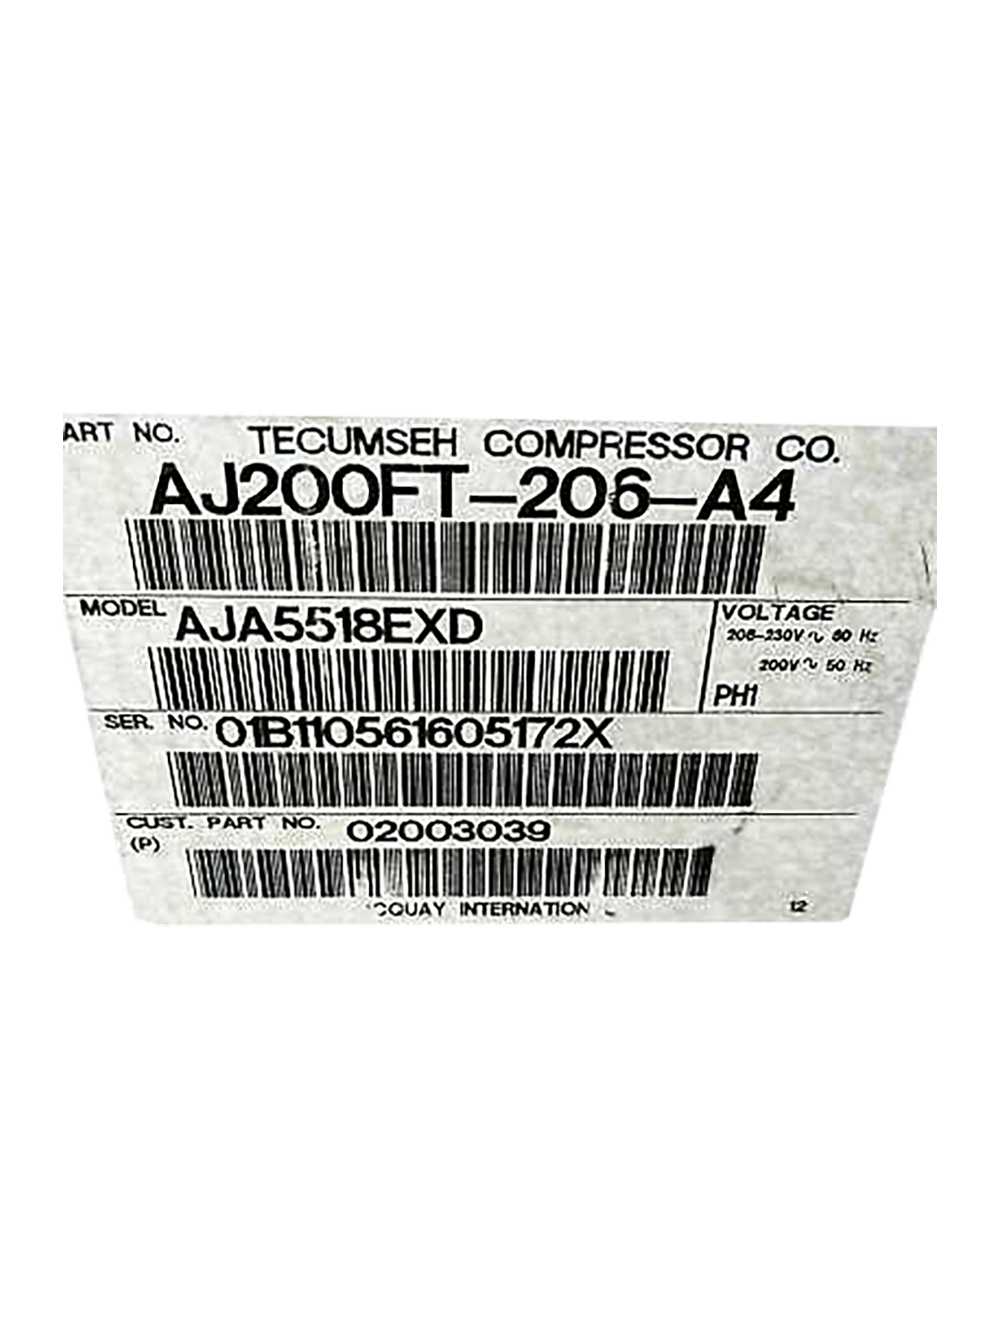 ART NO. TECUMSEH COMPRESSOR CO.
AJ200FT-206-A4
MODEL AJA5518EXD
VOLTAGE
208-230V ~ 60 Hz
200V ~ 50 Hz
PH1
SER. NO. 01B110561605172X
CUST. PART NO. 02003039
(P)
CQUAY INTERNATION
12